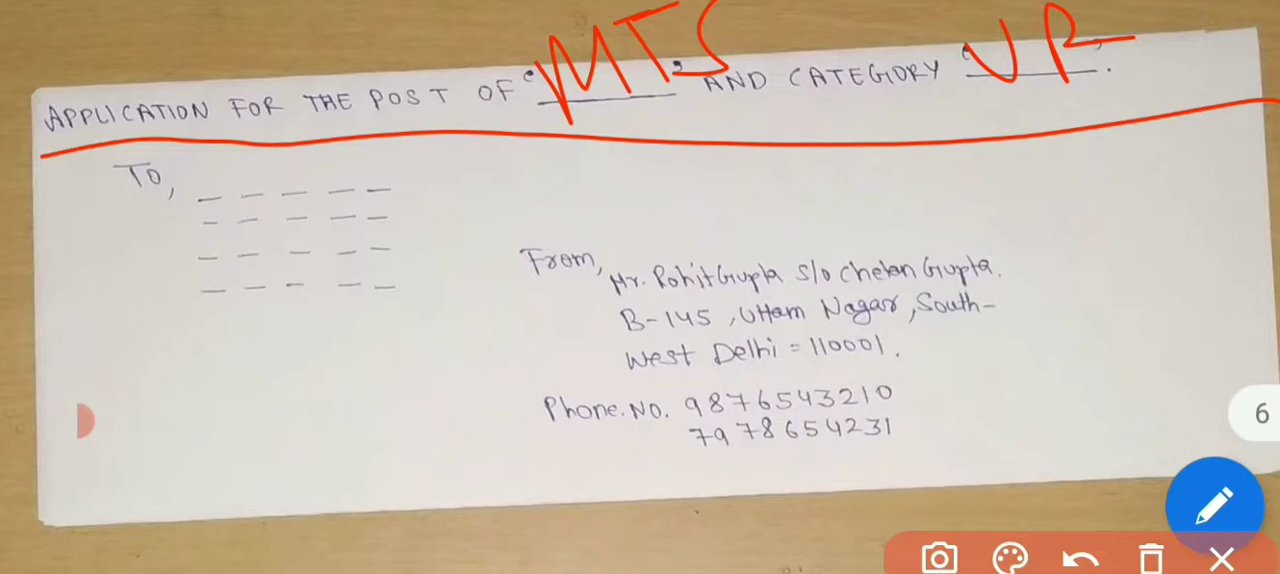 APPLICATION FOR THE POST OF 'MTS' AND CATEGORY 'UR'.
To,
From,
Mr. Rohit Gupta s/o Chetan Gupta.
B-145, Uttam Nagar, South-
West Delhi = 110001.
Phone.No. 9876543210
7978654231
6